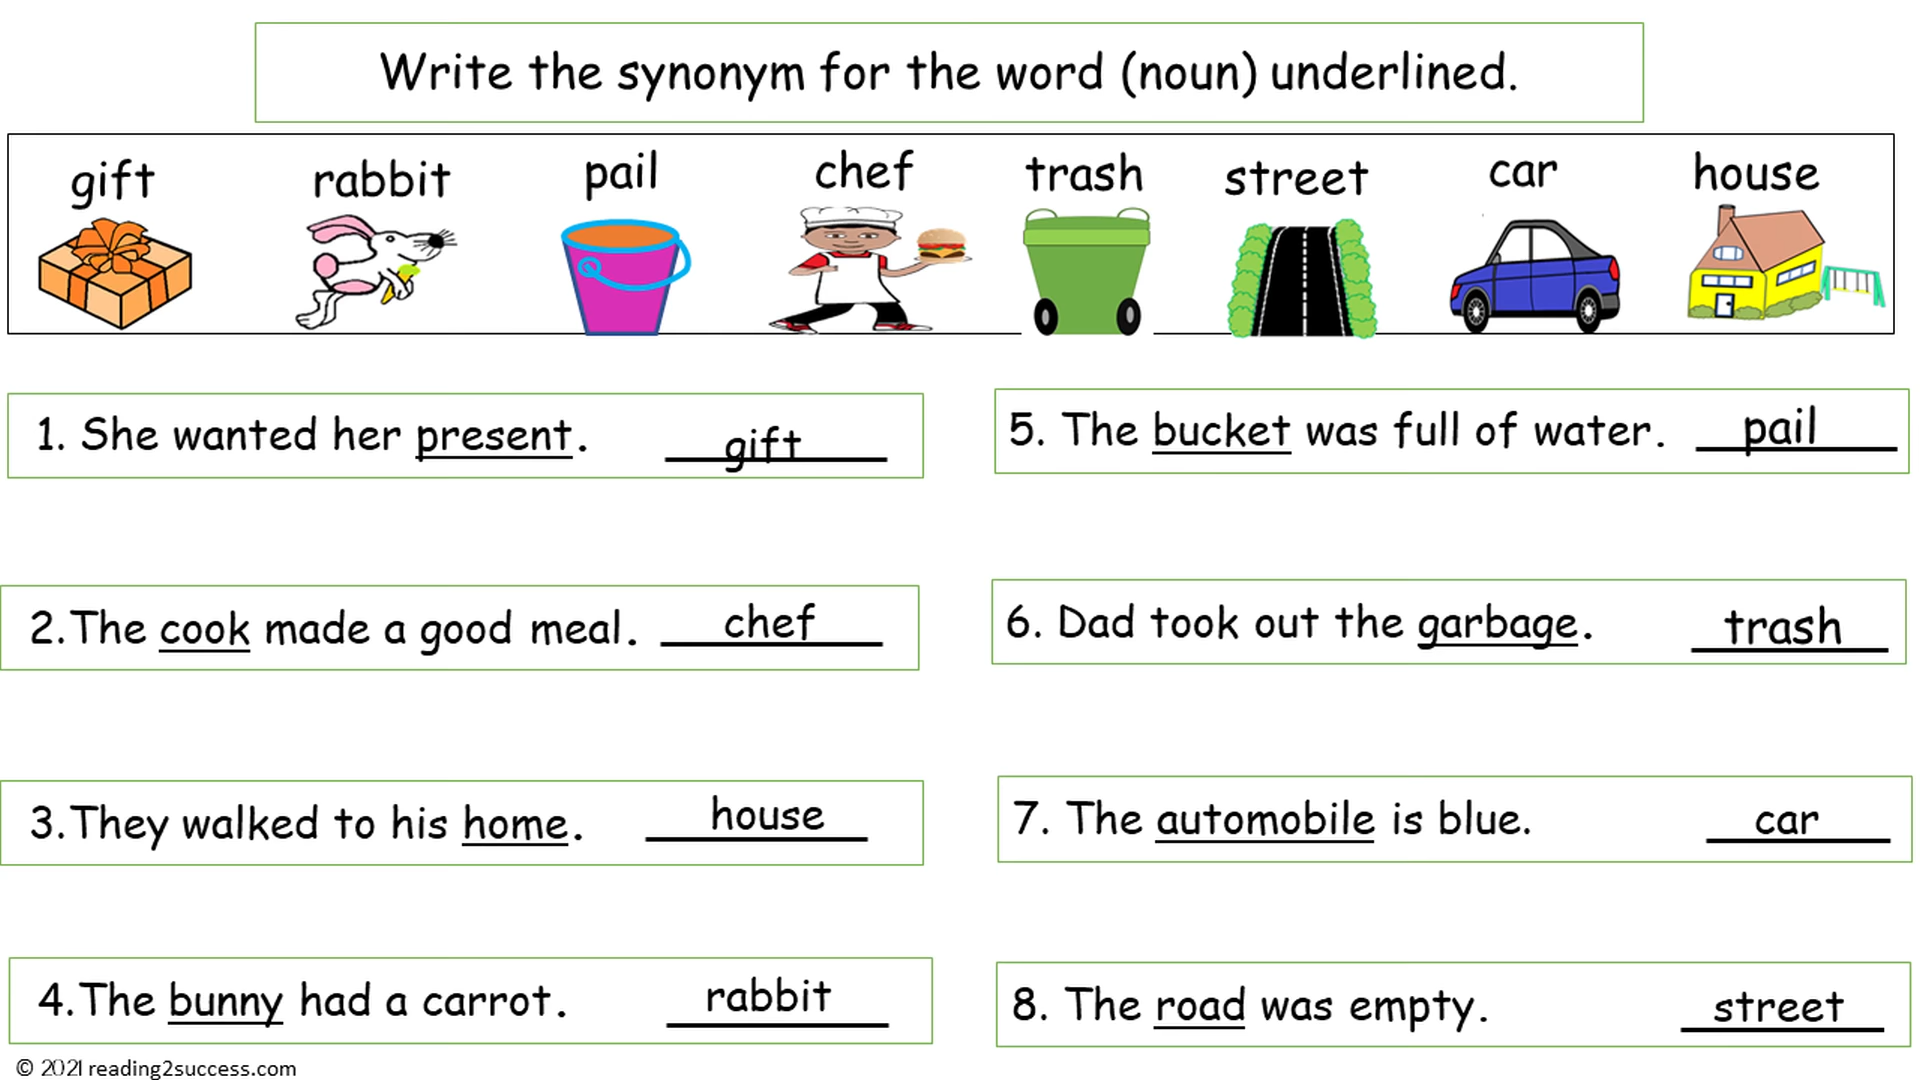 Write the synonym for the word (noun) underlined.
gift rabbit pail chef trash street car house
1. She wanted her present. gift
2.The cook made a good meal. chef
3.They walked to his home. house
4.The bunny had a carrot. rabbit
5. The bucket was full of water. pail
6. Dad took out the garbage. trash
7. The automobile is blue. car
8. The road was empty. street
© 2021 reading2success.com